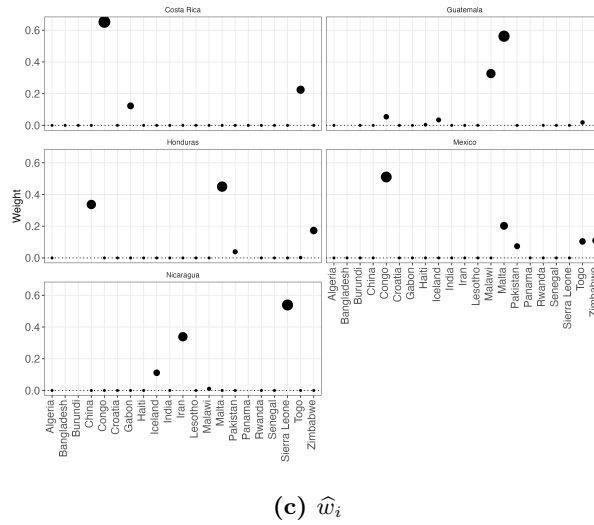 Costa Rica
Guatemala
0.6
0.4
0.2
0.0
Honduras
Mexico
0.6
0.4
0.2
0.0
Weight
Nicaragua
0.6
0.4
0.2
0.0
Algeria
Bangladesh
Burundi
China
Congo
Croatia
Gabon
Haiti
Iceland
India
Iran
Lesotho
Malawi
Malta
Pakistan
Panama
Rwanda
Senegal
Sierra Leone
Togo
Zimbabwe
Algeria
Bangladesh
Burundi
China
Congo
Croatia
Gabon
Haiti
Iceland
India
Iran
Lesotho
Malawi
Malta
Pakistan
Panama
Rwanda
Senegal
Sierra Leone
Togo
Zimbabwe
(c) ŵᵢ